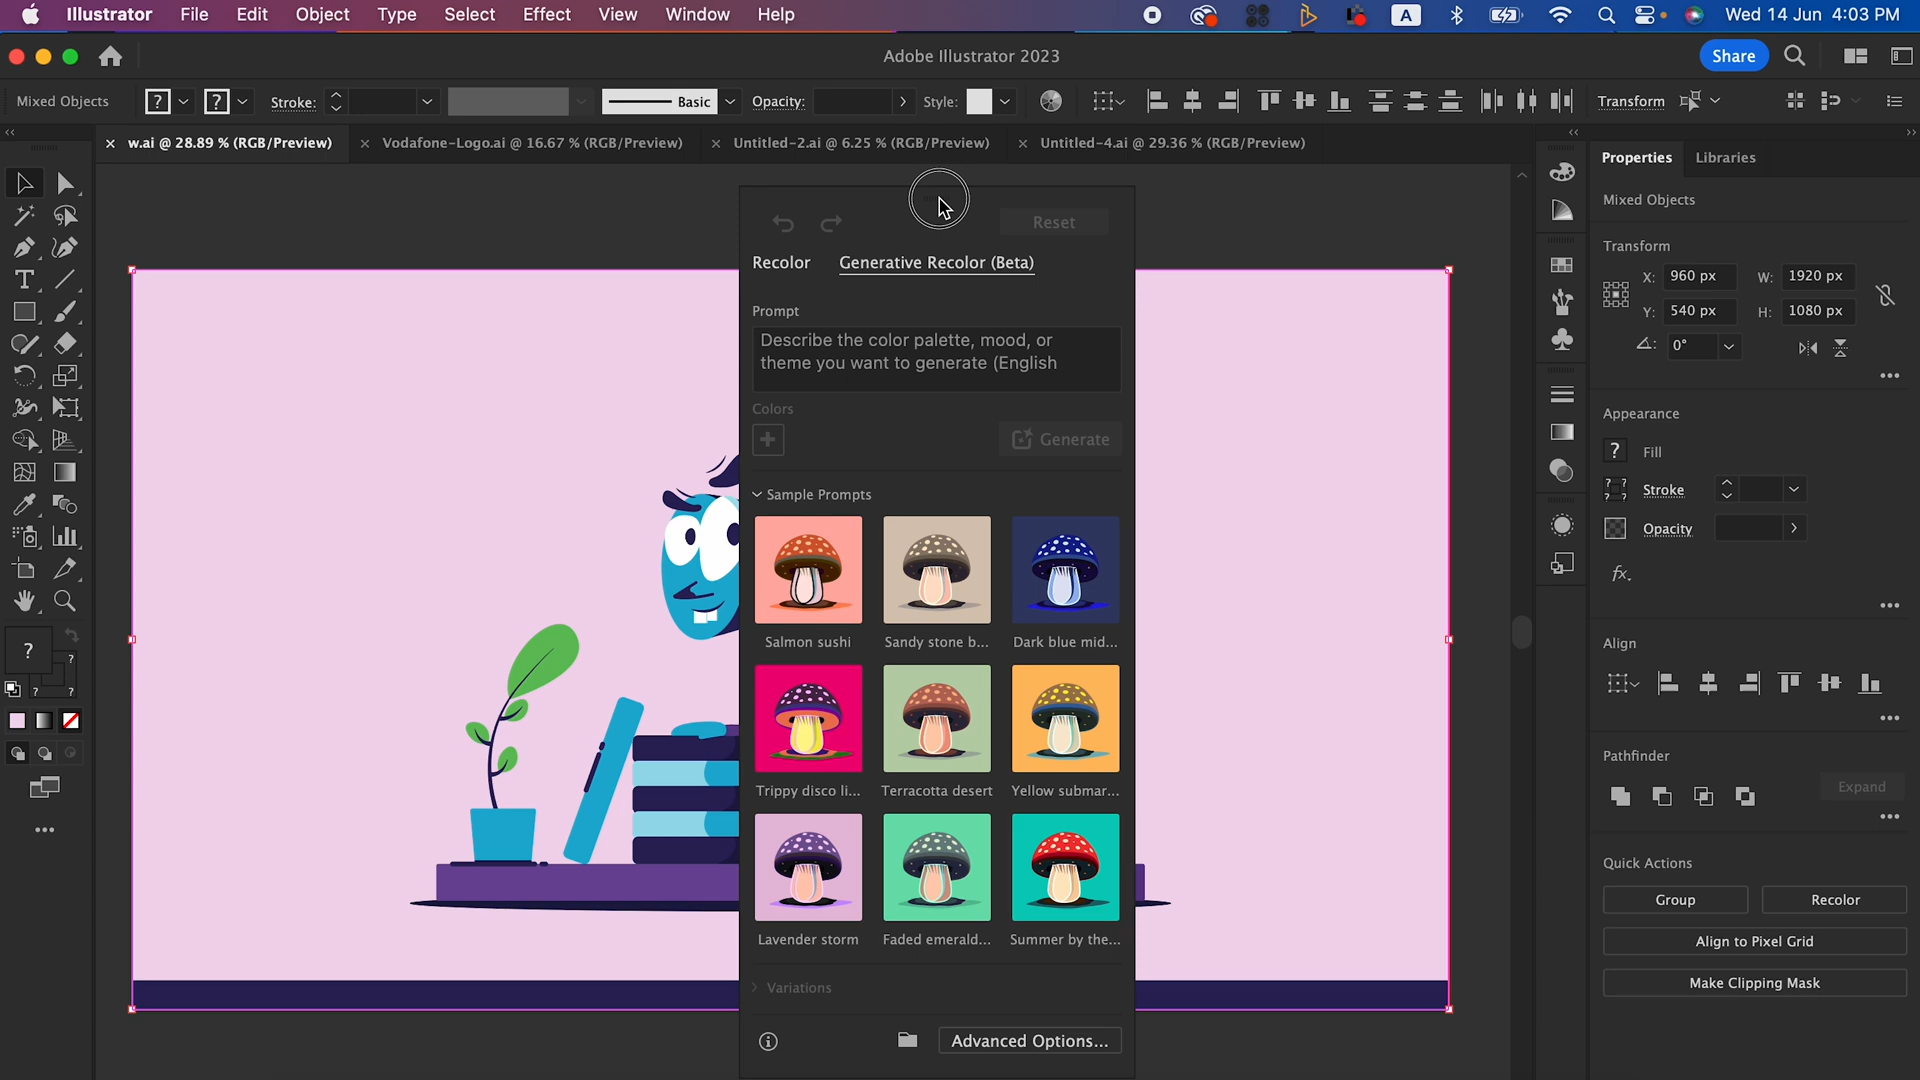 Illustrator File Edit Object Type Select Effect View Window Help A Wed 14 Jun 4:03 PM
Adobe Illustrator 2023 Share
Mixed Objects ? ? Stroke: Basic Opacity: Style: Transform
w.ai @ 28.89 % (RGB/Preview) Vodafone-Logo.ai @ 16.67 % (RGB/Preview) Untitled-2.ai @ 6.25 % (RGB/Preview) Untitled-4.ai @ 29.36 % (RGB/Preview)
Reset
Recolor Generative Recolor (Beta)
Prompt
Describe the color palette, mood, or
theme you want to generate (English
Colors
Generate
Sample Prompts
Salmon sushi Sandy stone b... Dark blue mid...
Trippy disco li... Terracotta desert Yellow submar...
Lavender storm Faded emerald... Summer by the...
Variations
Advanced Options...
Properties Libraries
Mixed Objects
Transform
X: 960 px W: 1920 px
Y: 540 px H: 1080 px
0°
Appearance
? Fill
Stroke
Opacity
fx.
Align
Pathfinder
Expand
Quick Actions
Group Recolor
Align to Pixel Grid
Make Clipping Mask